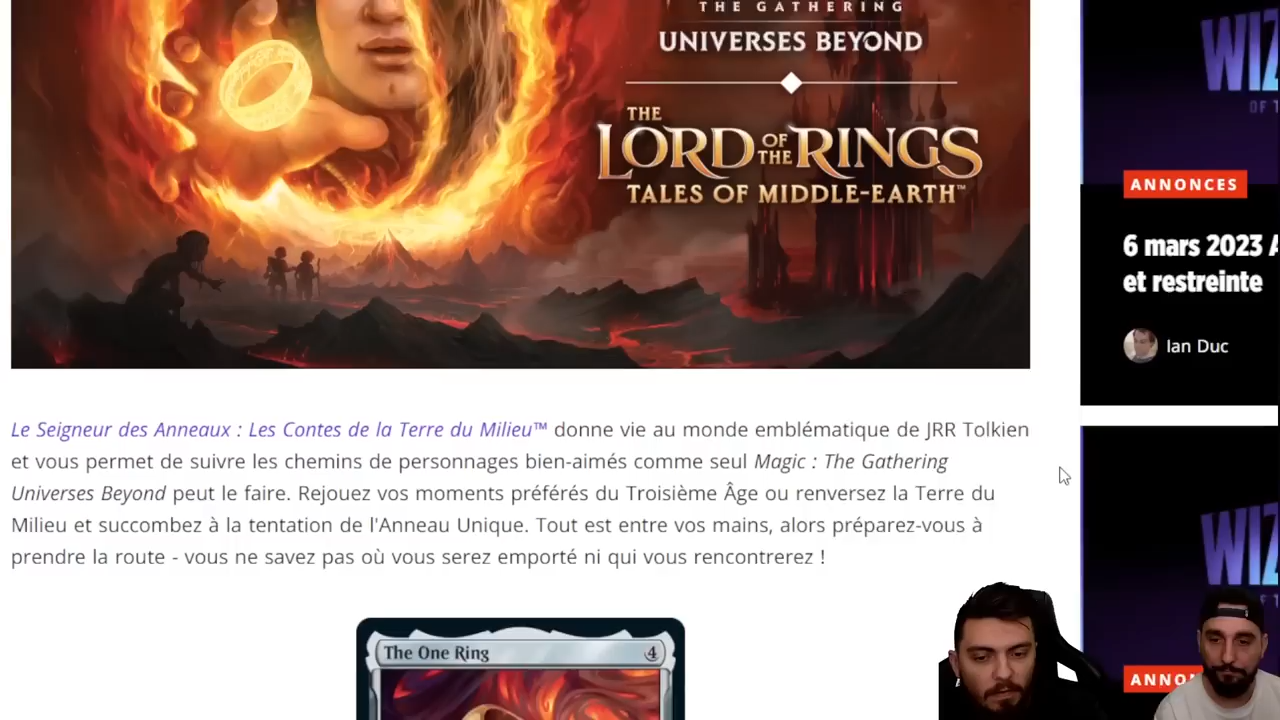 THE GATHERING
UNIVERSES BEYOND
THE
LORD OF THE RINGS
TALES OF MIDDLE-EARTH™
Le Seigneur des Anneaux : Les Contes de la Terre du Milieu™ donne vie au monde emblématique de JRR Tolkien
et vous permet de suivre les chemins de personnages bien-aimés comme seul Magic : The Gathering
Universes Beyond peut le faire. Rejouez vos moments préférés du Troisième Âge ou renversez la Terre du
Milieu et succombez à la tentation de l'Anneau Unique. Tout est entre vos mains, alors préparez-vous à
prendre la route - vous ne savez pas où vous serez emporté ni qui vous rencontrerez !
The One Ring 4
WIZ
OF T
ANNONCES
6 mars 2023
et restreinte
Ian Duc
WIZ
ANNO